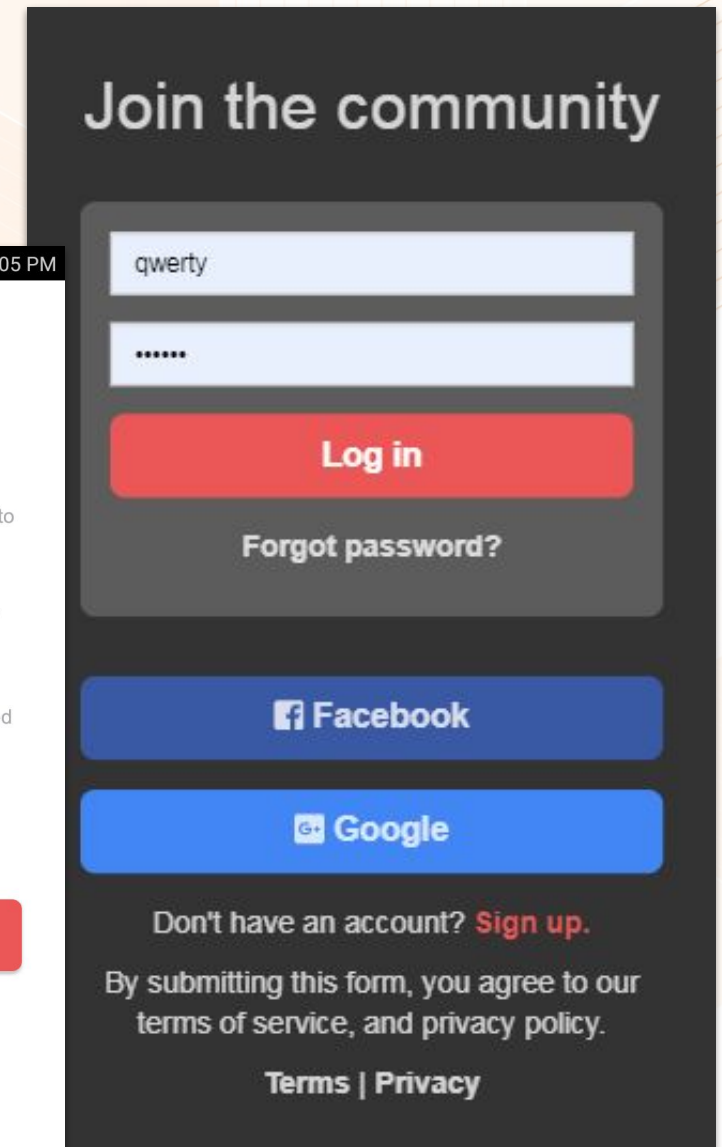 Join the community
05 PM
qwerty
••••••
Log in
to
Forgot password?
d
Facebook
G+ Google
Don't have an account? Sign up.
By submitting this form, you agree to our
terms of service, and privacy policy.
Terms | Privacy